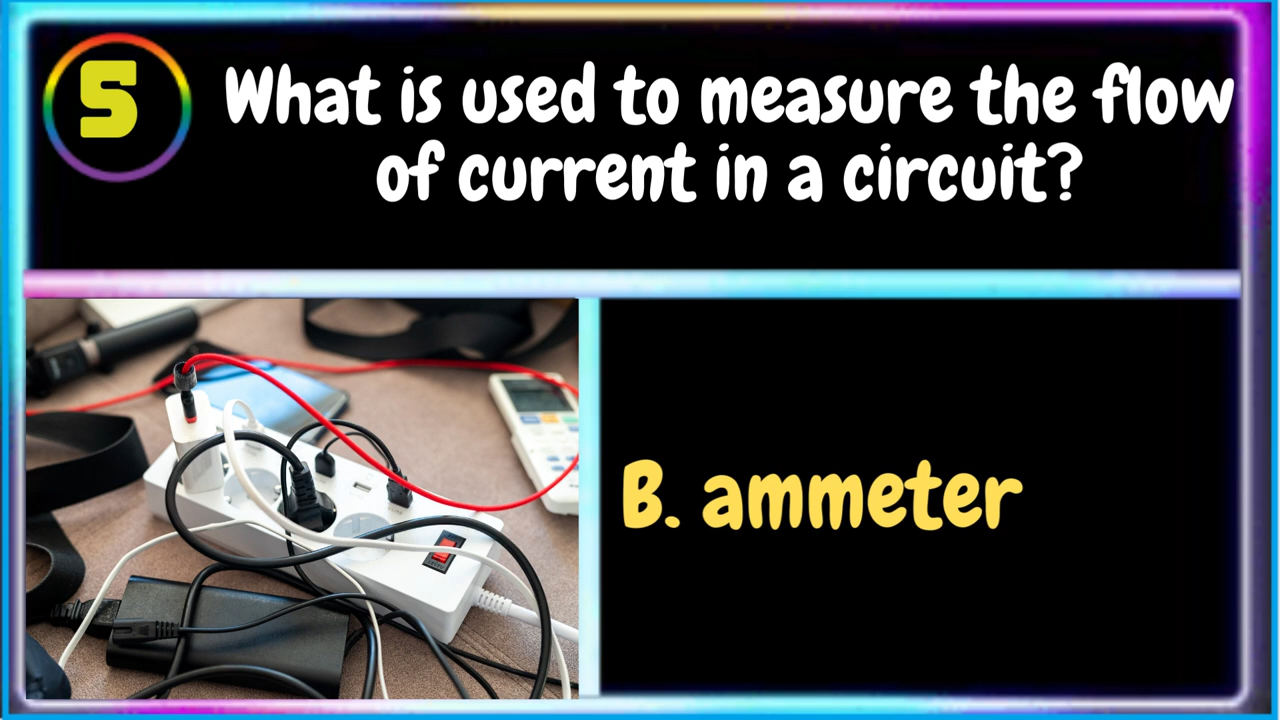 5
What is used to measure the flow
of current in a circuit?
B. ammeter